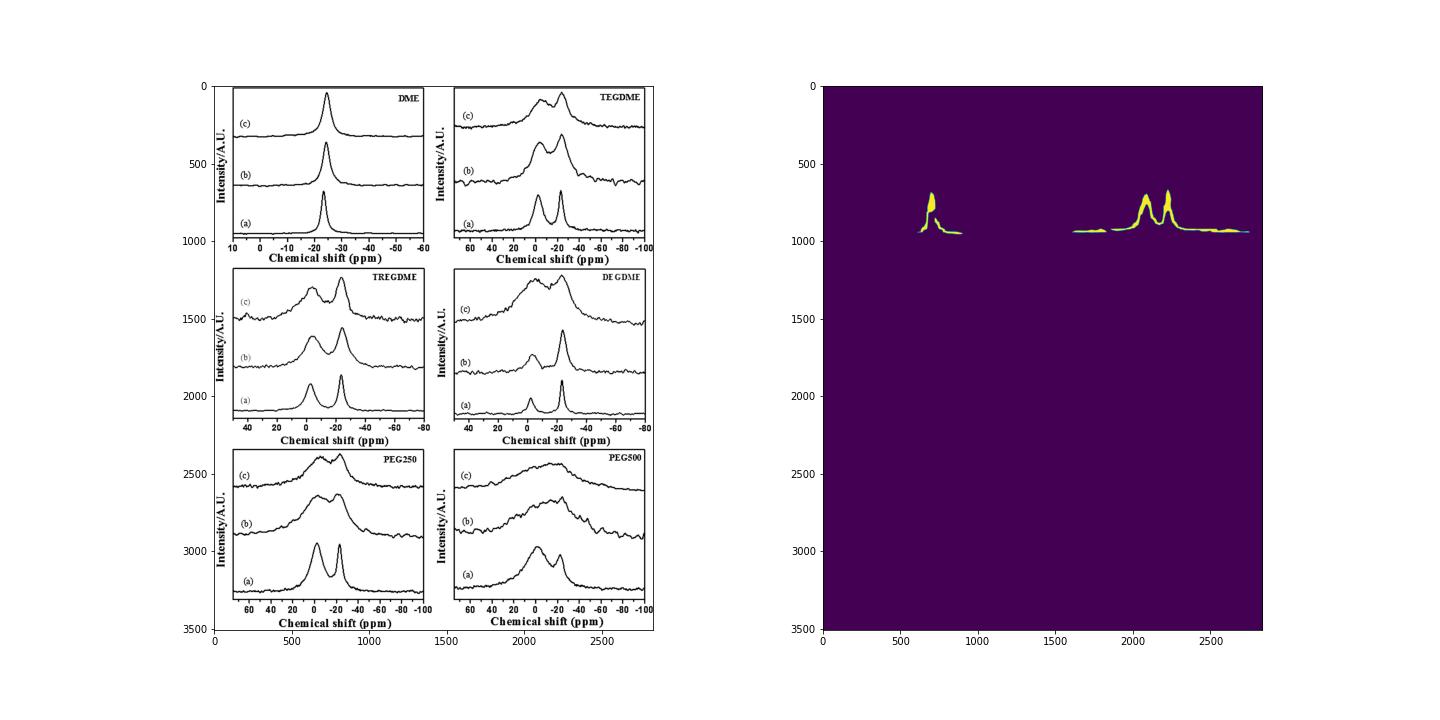 DME
TEGDME
(c)
(c)
Intensity/A.U.
Intensity/A.U.
(b)
(b)
(a)
(a)
10 0 -10 -20 -30 -40 -50 -60
60 40 20 0 -20 -40 -60 -80 -100
Chemical shift (ppm)
Chemical shift (ppm)
TREGDME
DEGDME
(c)
(c)
Intensity/A.U.
Intensity/A.U.
(b)
(b)
(a)
(a)
40 20 0 -20 -40 -60 -80
40 20 0 -20 -40 -60 -80
Chemical shift (ppm)
Chemical shift (ppm)
PEG250
PEG500
(c)
(c)
Intensity/A.U.
Intensity/A.U.
(b)
(b)
(a)
(a)
60 40 20 0 -20 -40 -60 -80 -100
60 40 20 0 -20 -40 -60 -80 -100
Chemical shift (ppm)
Chemical shift (ppm)
0
500
1000
1500
2000
2500
3000
3500
0 500 1000 1500 2000 2500
0
500
1000
1500
2000
2500
3000
3500
0 500 1000 1500 2000 2500